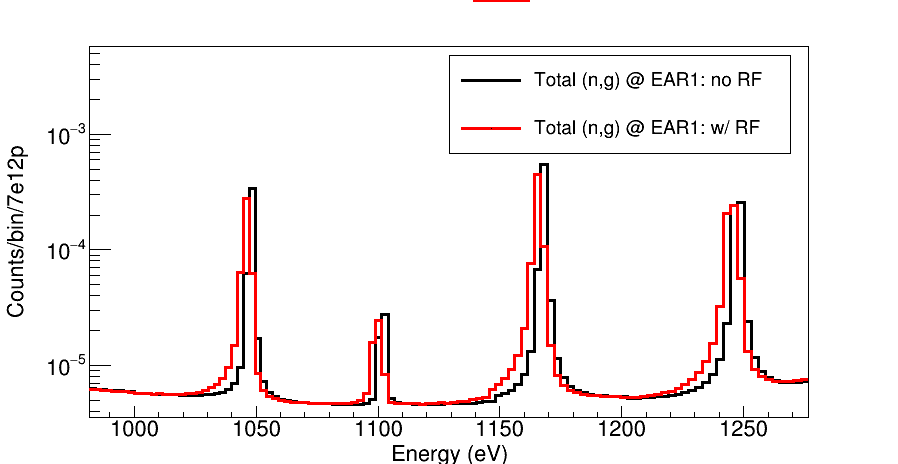 Total (n,g) @ EAR1: no RF
Total (n,g) @ EAR1: w/ RF
Counts/bin/7e12p
10−3
10−4
10−5
1000 1050 1100 1150 1200 1250
Energy (eV)